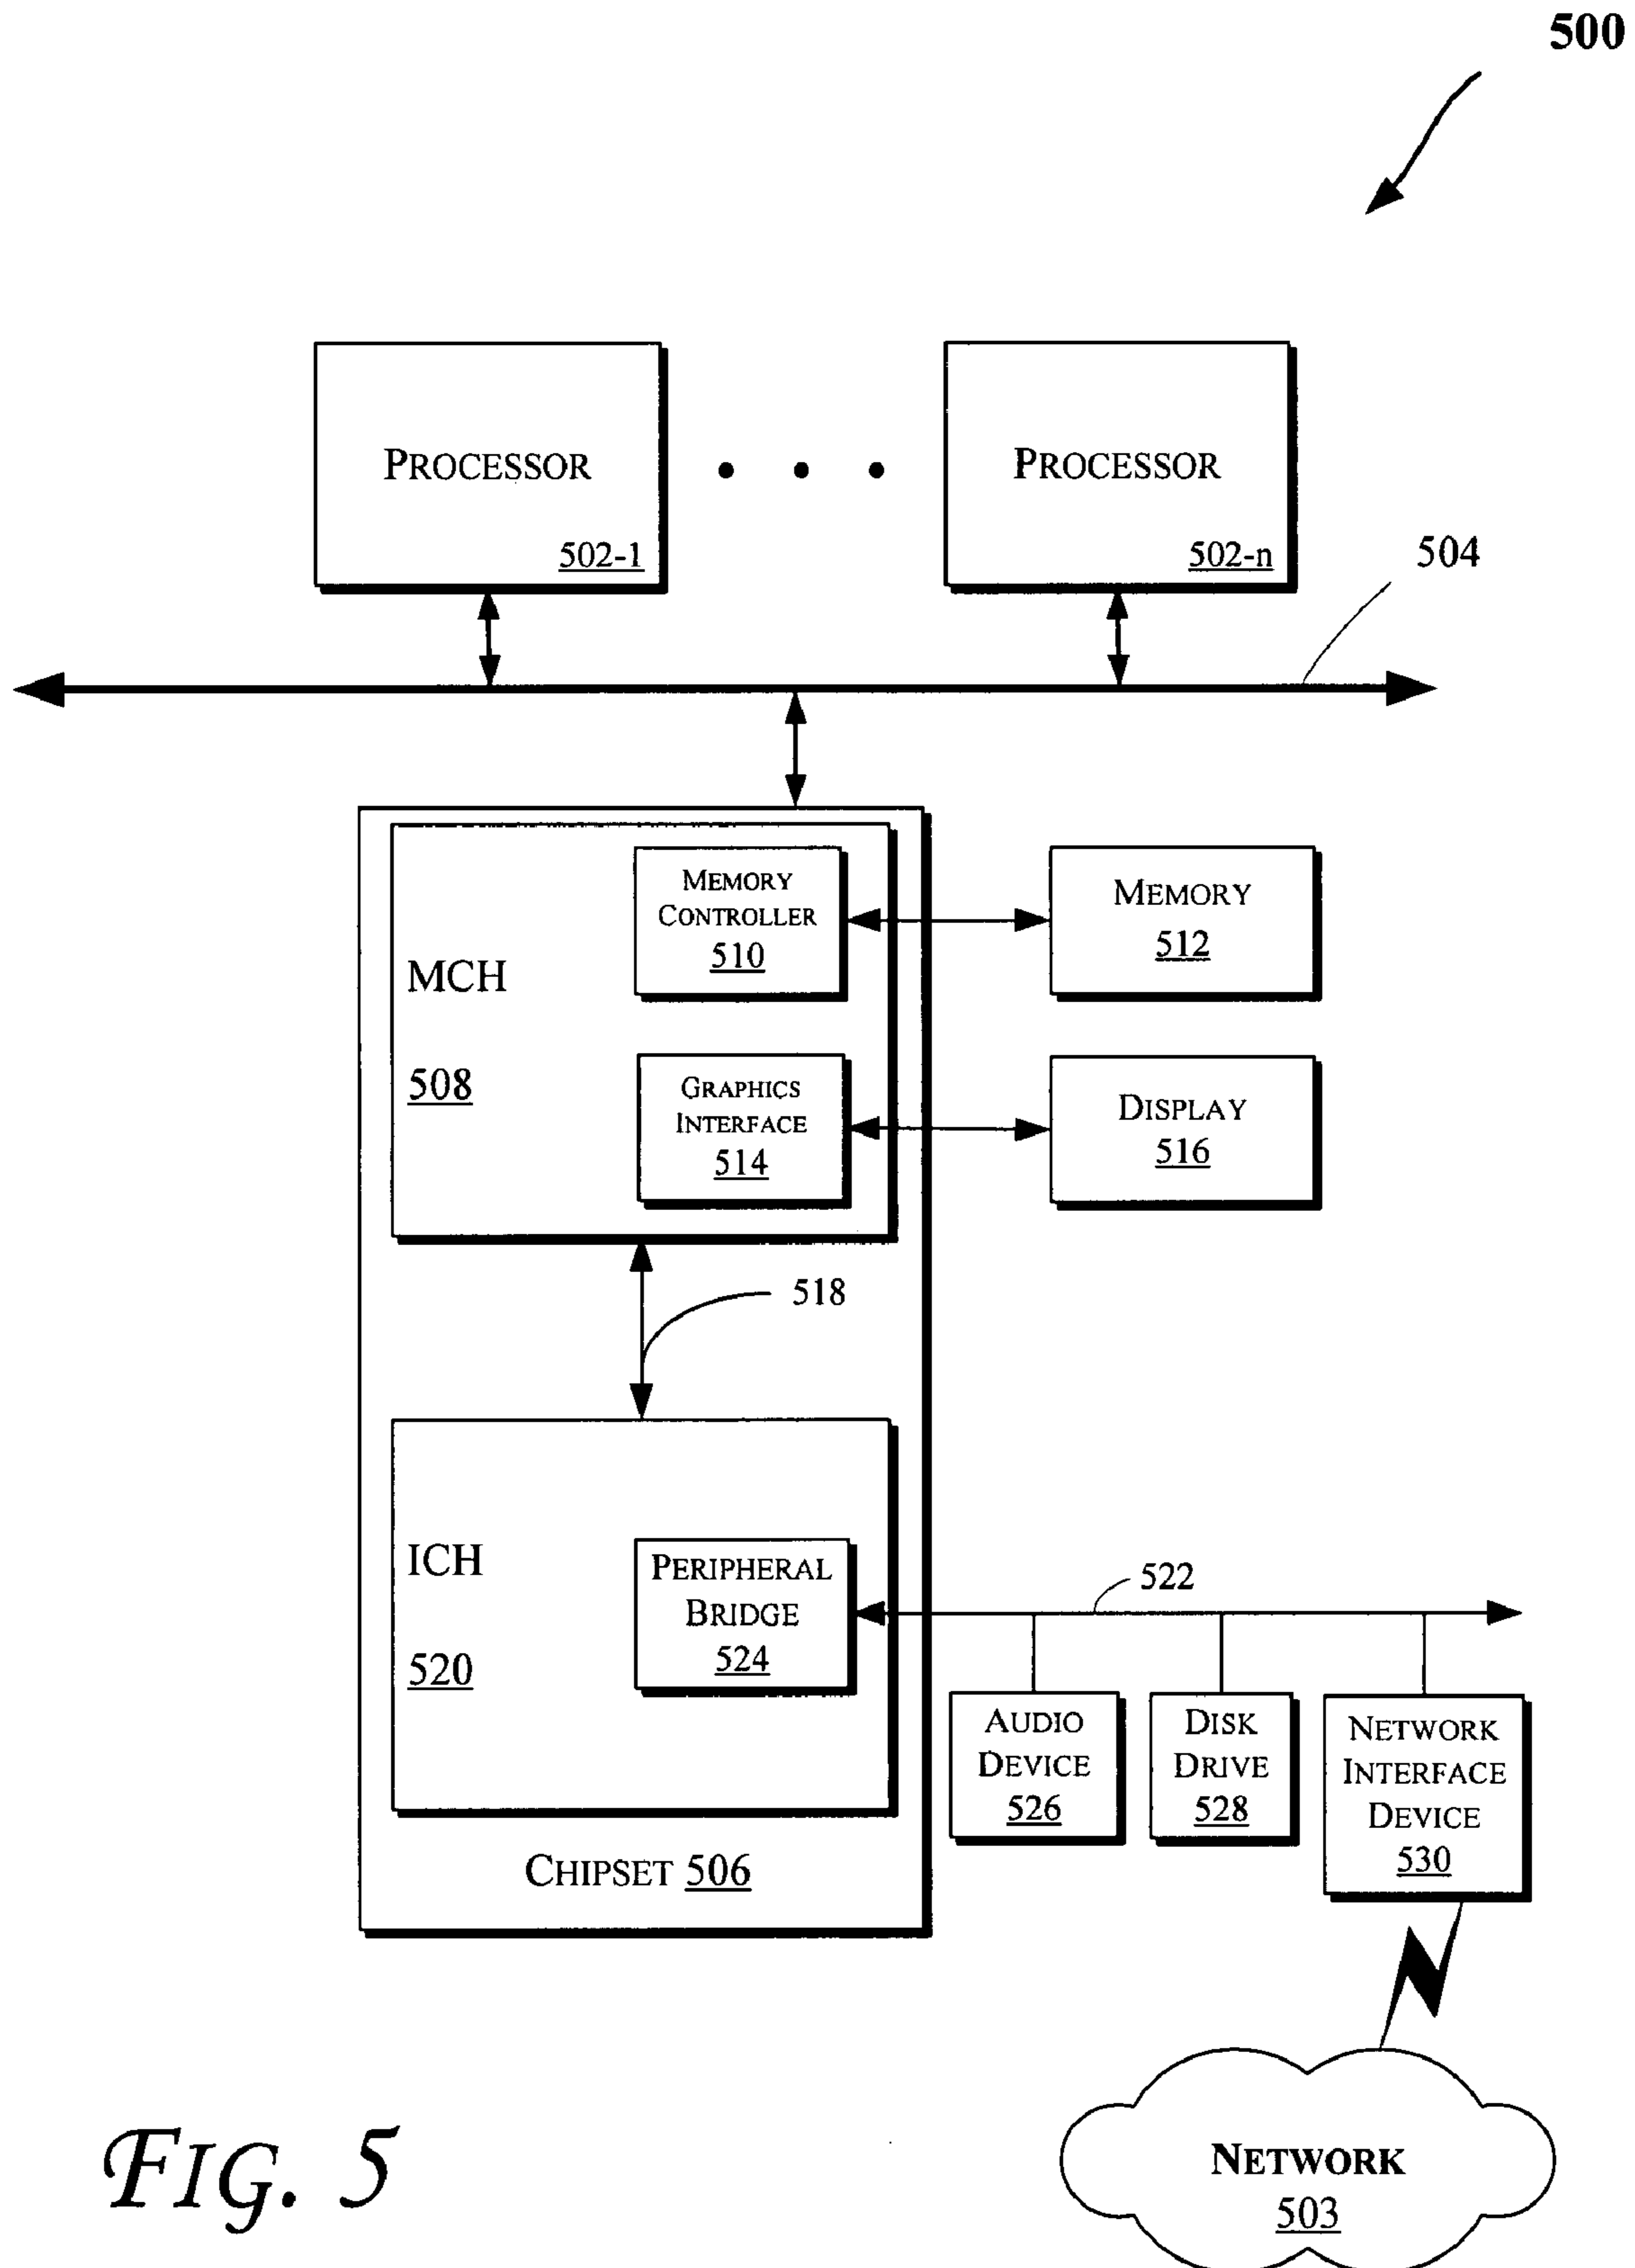 500
PROCESSOR
502-1
PROCESSOR
502-n
504
MEMORY
CONTROLLER
510
MEMORY
512
MCH
508
GRAPHICS
INTERFACE
514
DISPLAY
516
518
ICH
520
PERIPHERAL
BRIDGE
524
522
AUDIO
DEVICE
526
DISK
DRIVE
528
NETWORK
INTERFACE
DEVICE
530
CHIPSET 506
NETWORK
503
FIG. 5